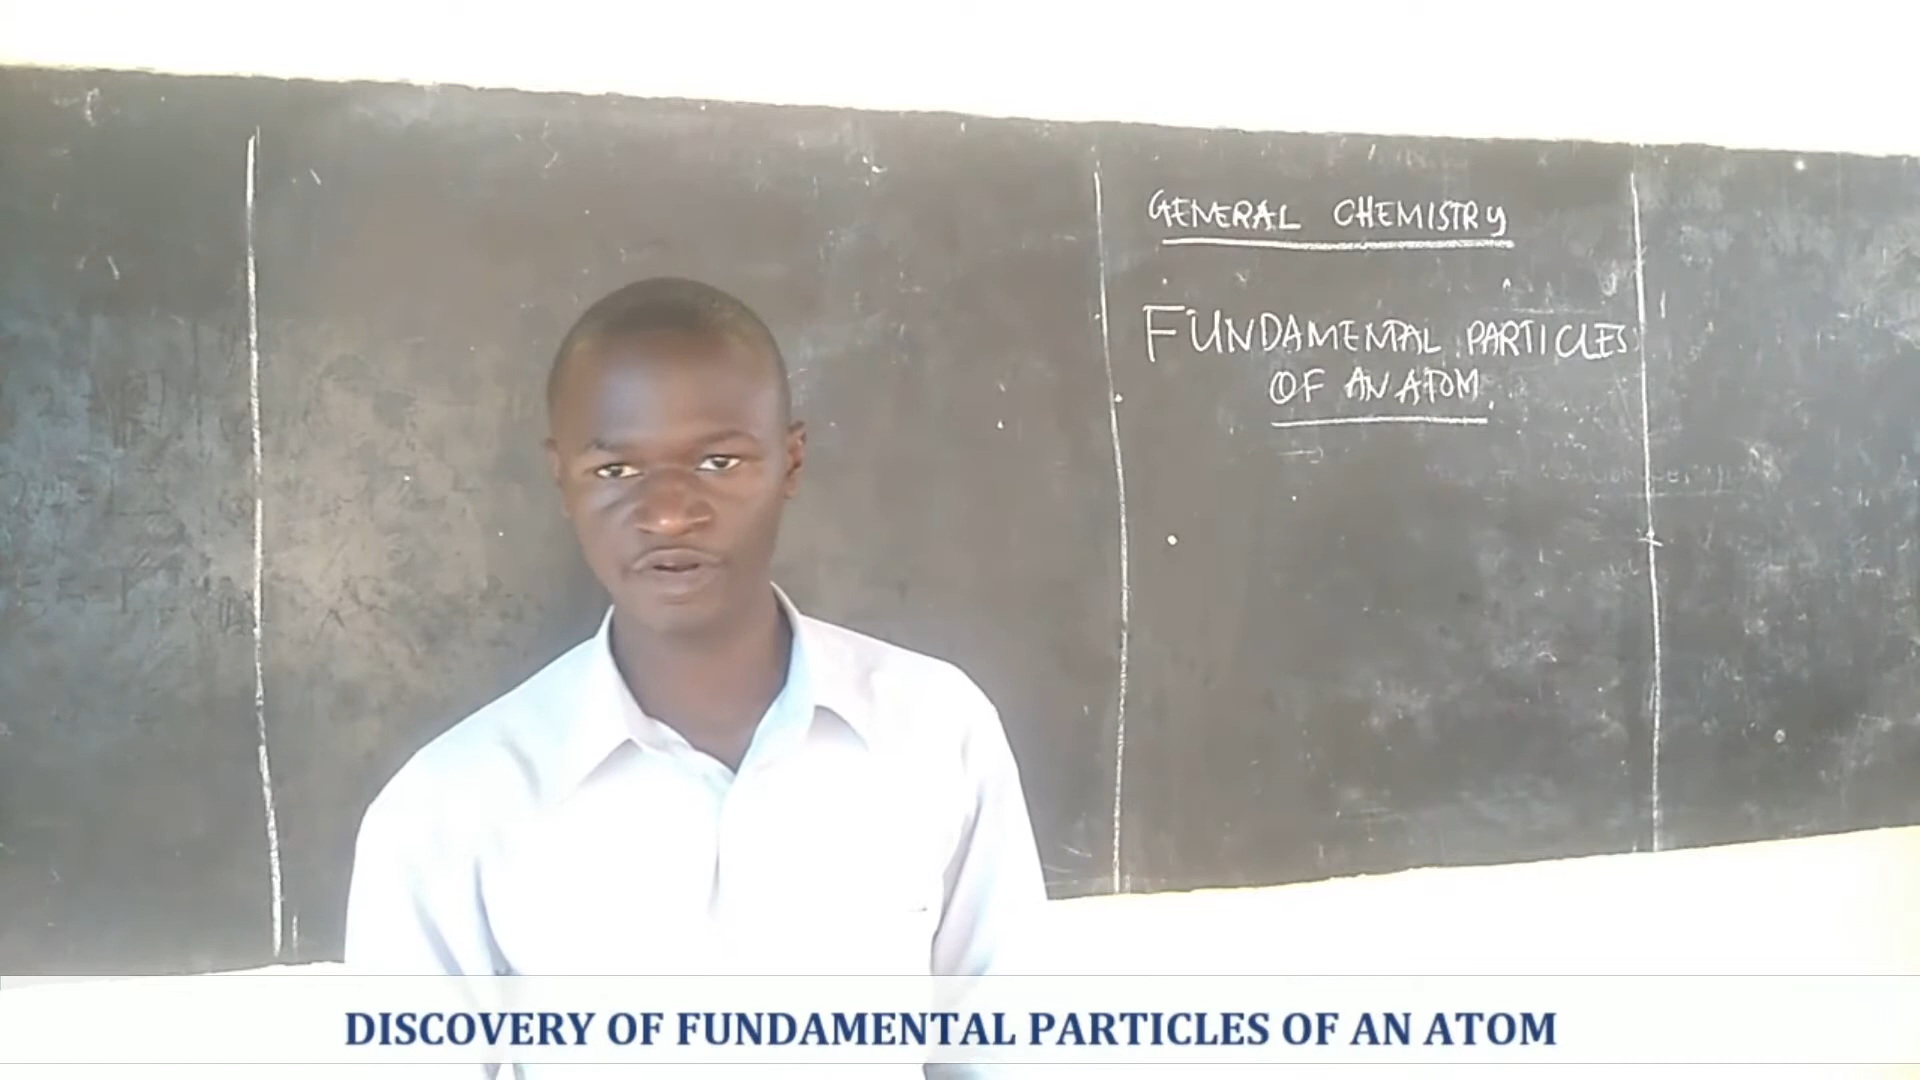 GENERAL CHEMISTRY
FUNDAMENTAL PARTICLES
OF AN ATOM.
DISCOVERY OF FUNDAMENTAL PARTICLES OF AN ATOM